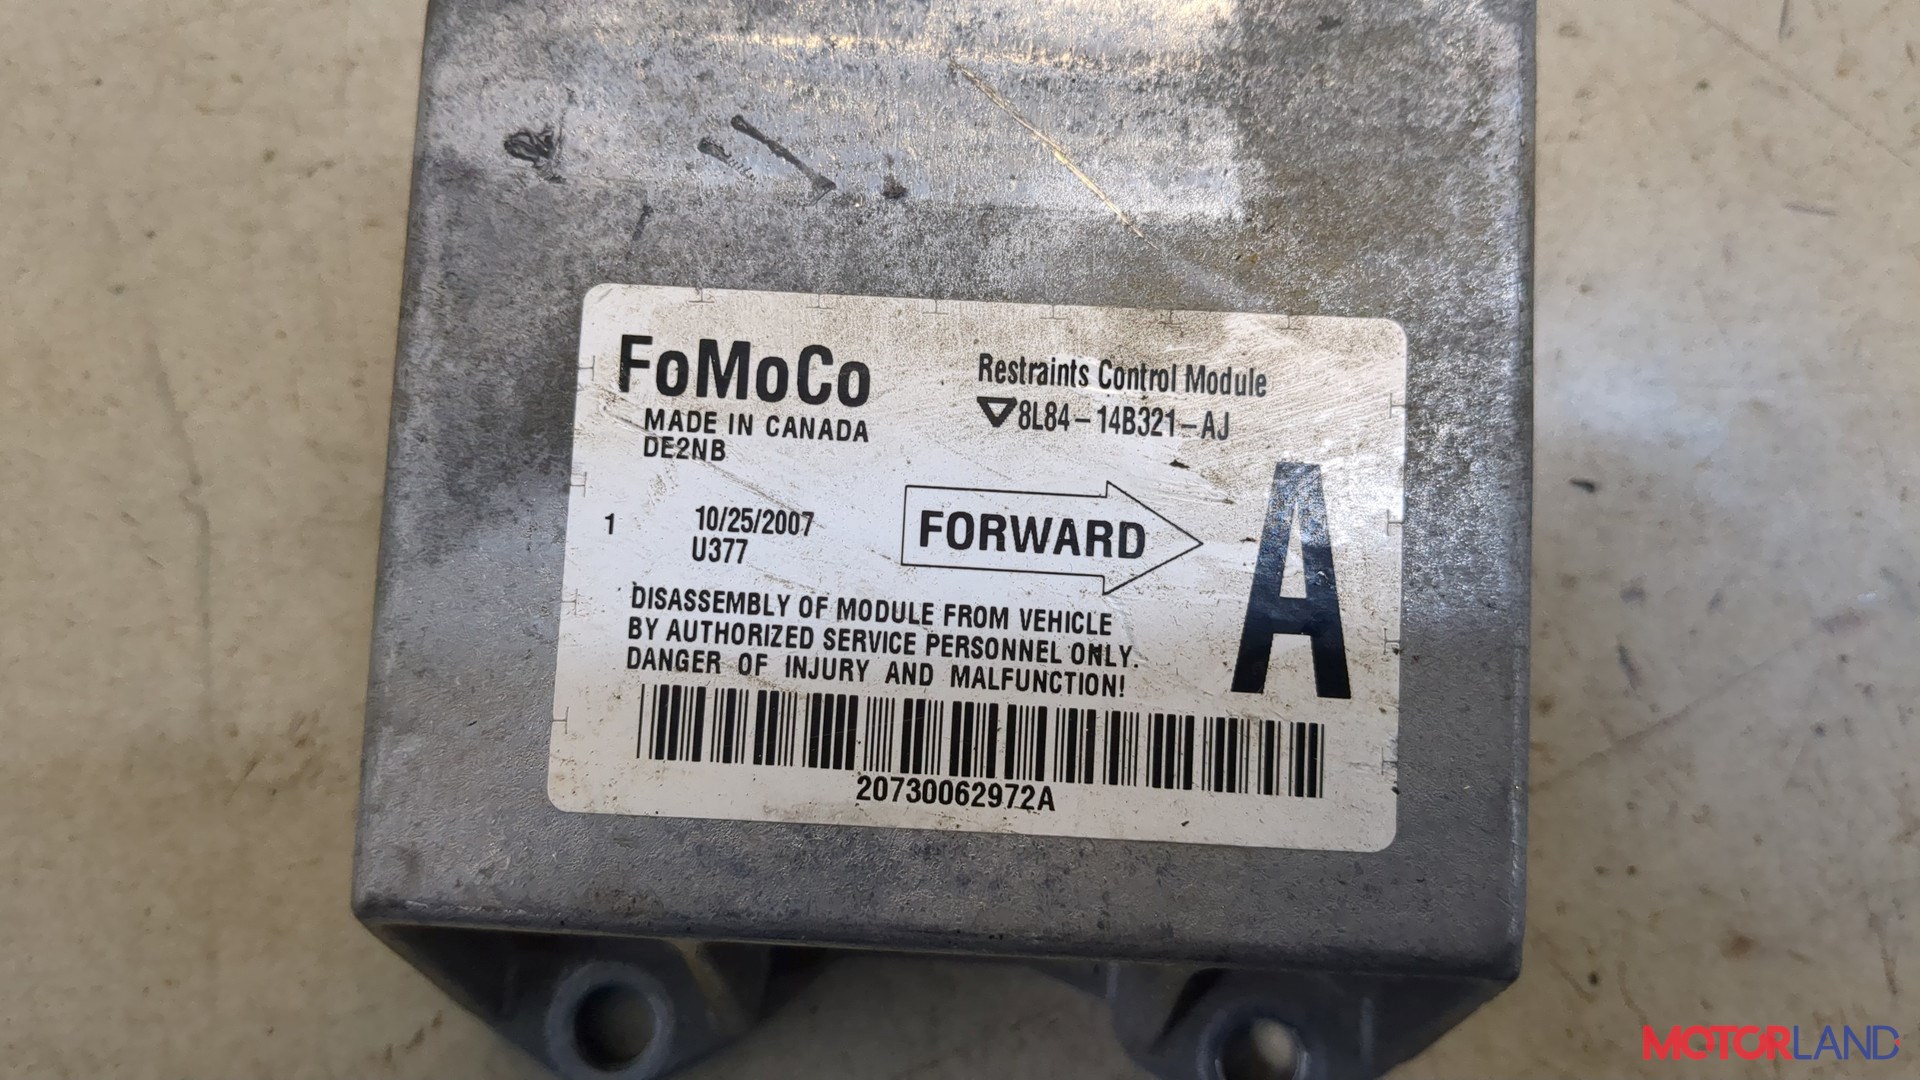 FoMoCo
MADE IN CANADA
DE2NB
Restraints Control Module
8L84-14B321-AJ
1
10/25/2007
U377
FORWARD
A
DISASSEMBLY OF MODULE FROM VEHICLE
BY AUTHORIZED SERVICE PERSONNEL ONLY.
DANGER OF INJURY AND MALFUNCTION!
20730062972A
MOTORLAND